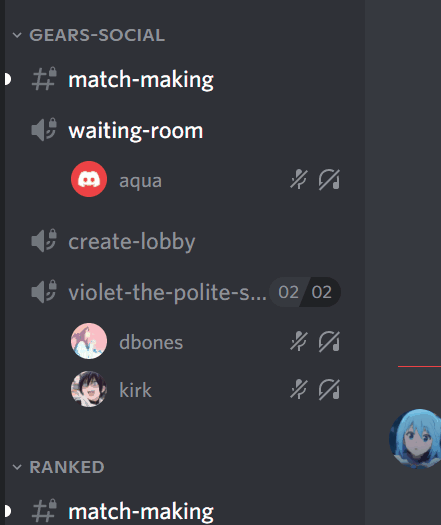 GEARS-SOCIAL
match-making
waiting-room
aqua
create-lobby
violet-the-polite-s... 02 02
dbones
kirk
RANKED
match-making